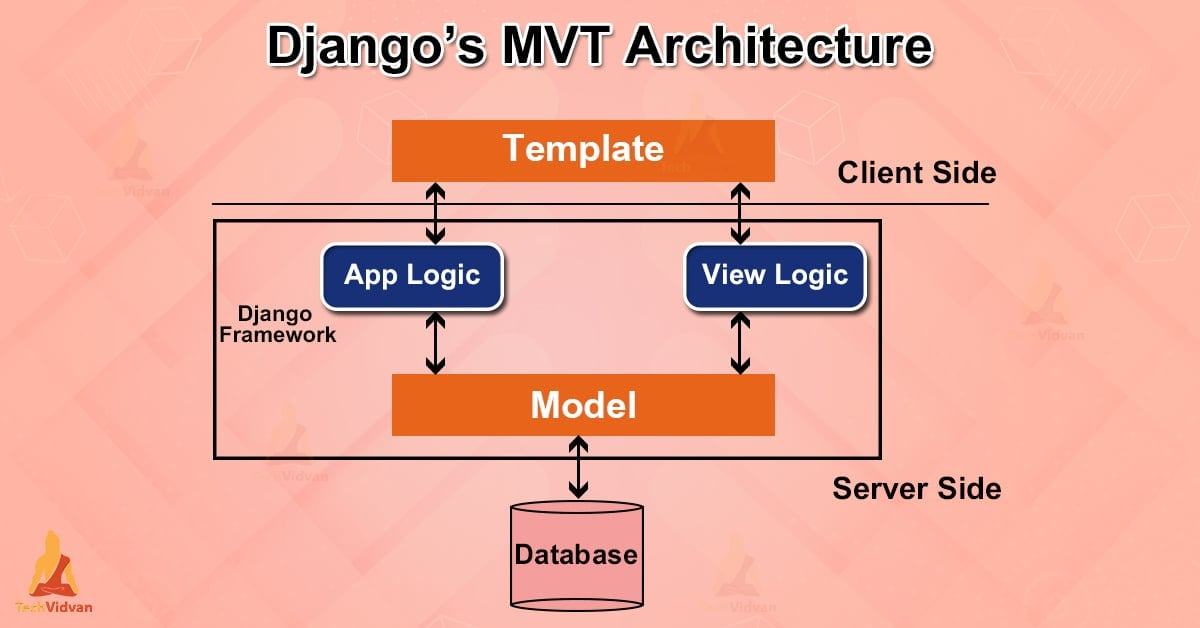 Django's MVT Architecture
Template
Client Side
App Logic
View Logic
Django
Framework
Model
Server Side
Database
TechVidvan